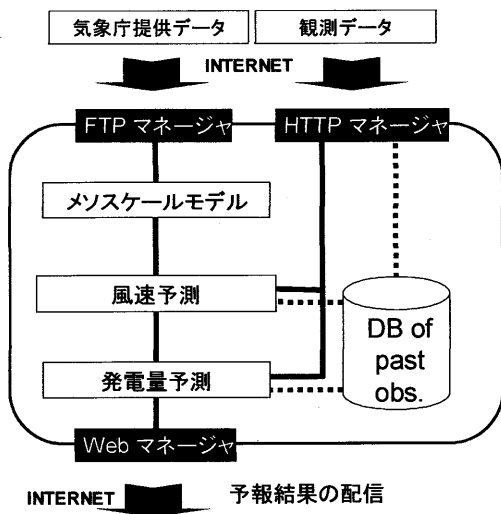 気象庁提供データ
観測データ
INTERNET
FTP マネージャ
HTTP マネージャ
メソスケールモデル
風速予測
DB of
past
obs.
発電量予測
Web マネージャ
INTERNET
予報結果の配信